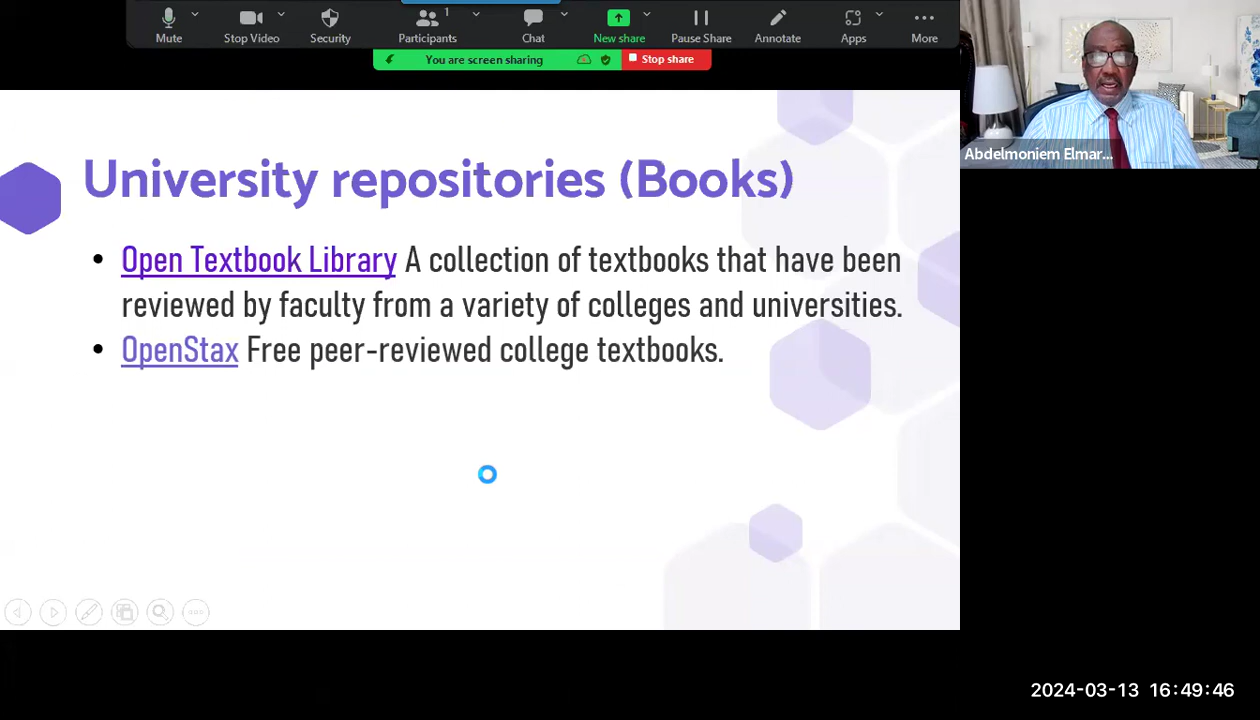 Mute
Stop Video
Security
1
Participants
Chat
New share
Pause Share
Annotate
Apps
More
You are screen sharing
Stop share
Abdelmoniem Elmar...
University repositories (Books)
• Open Textbook Library A collection of textbooks that have been
reviewed by faculty from a variety of colleges and universities.
• OpenStax Free peer-reviewed college textbooks.
2024-03-13 16:49:46